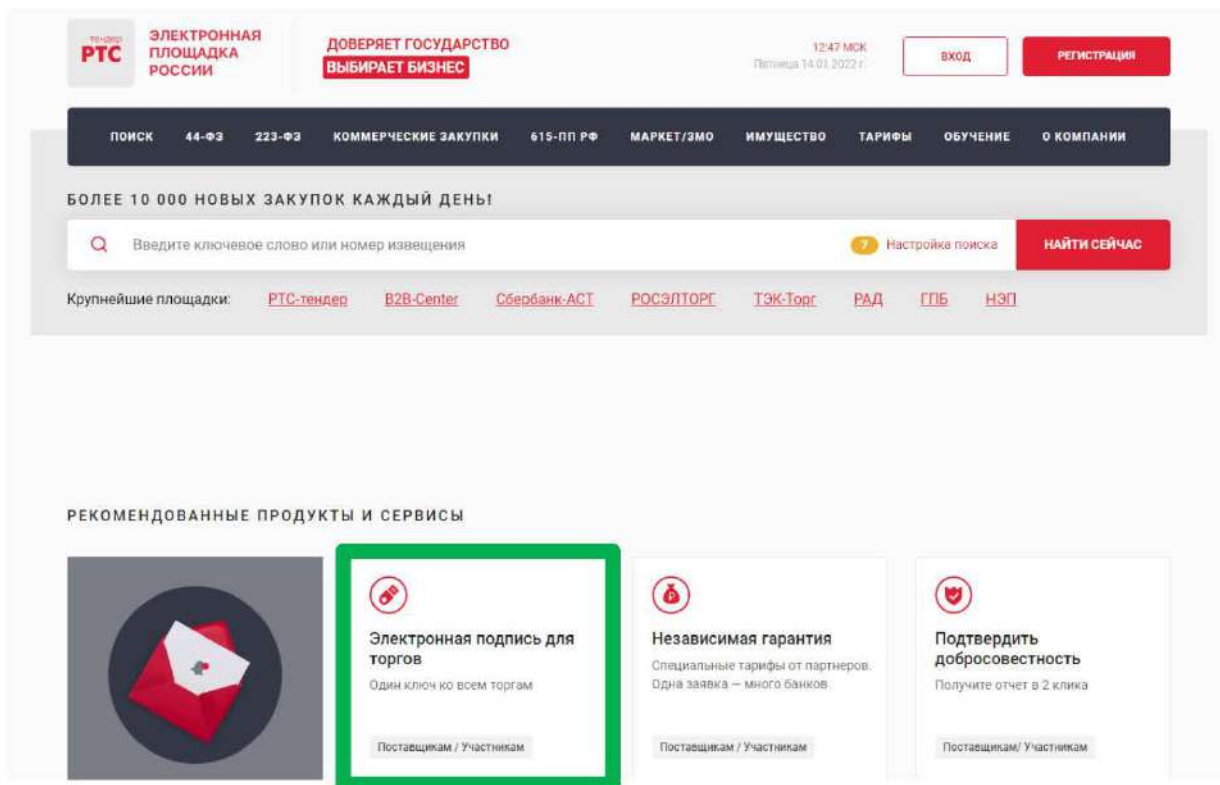 тендер
РТС
ЭЛЕКТРОННАЯ
ПЛОЩАДКА
РОССИИ
ДОВЕРЯЕТ ГОСУДАРСТВО
ВЫБИРАЕТ БИЗНЕС
12:47 МСК
Пятница 14.01.2022 г.
ВХОД
РЕГИСТРАЦИЯ
ПОИСК 44-ФЗ 223-ФЗ КОММЕРЧЕСКИЕ ЗАКУПКИ 615-ПП РФ МАРКЕТ/ЗМО ИМУЩЕСТВО ТАРИФЫ ОБУЧЕНИЕ О КОМПАНИИ
БОЛЕЕ 10 000 НОВЫХ ЗАКУПОК КАЖДЫЙ ДЕНЬ!
Введите ключевое слово или номер извещения 7 Настройка поиска НАЙТИ СЕЙЧАС
Крупнейшие площадки: РТС-тендер B2B-Center Сбербанк-АСТ РОСЭЛТОРГ ТЭК-Торг РАД ГПБ НЭП
РЕКОМЕНДОВАННЫЕ ПРОДУКТЫ И СЕРВИСЫ
Электронная подпись для
торгов
Один ключ ко всем торгам
Поставщикам / Участникам
Независимая гарантия
Специальные тарифы от партнеров.
Одна заявка — много банков
Поставщикам / Участникам
Подтвердить
добросовестность
Получите отчет в 2 клика
Поставщикам/ Участникам